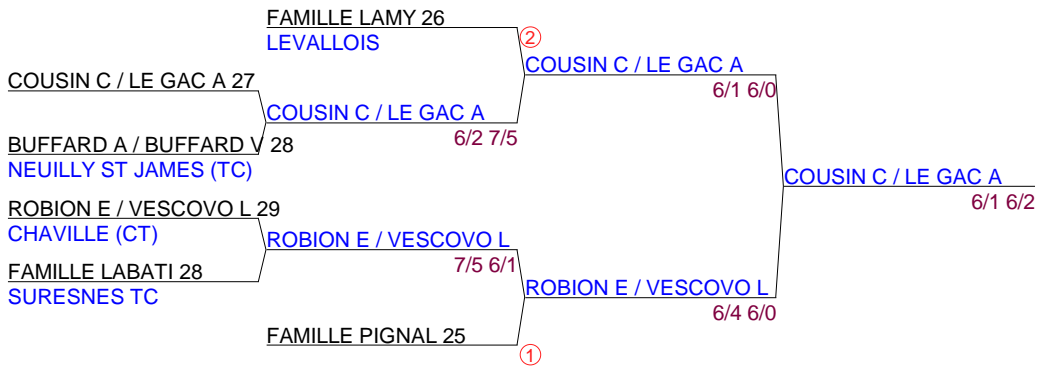 FAMILLE LAMY 26
LEVALLOIS
②
COUSIN C / LE GAC A
6/1 6/0
COUSIN C / LE GAC A 27
COUSIN C / LE GAC A
6/2 7/5
BUFFARD A / BUFFARD V 28
NEUILLY ST JAMES (TC)
COUSIN C / LE GAC A
6/1 6/2
ROBION E / VESCOVO L 29
CHAVILLE (CT)
ROBION E / VESCOVO L
7/5 6/1
FAMILLE LABATI 28
SURESNES TC
ROBION E / VESCOVO L
6/4 6/0
FAMILLE PIGNAL 25
①